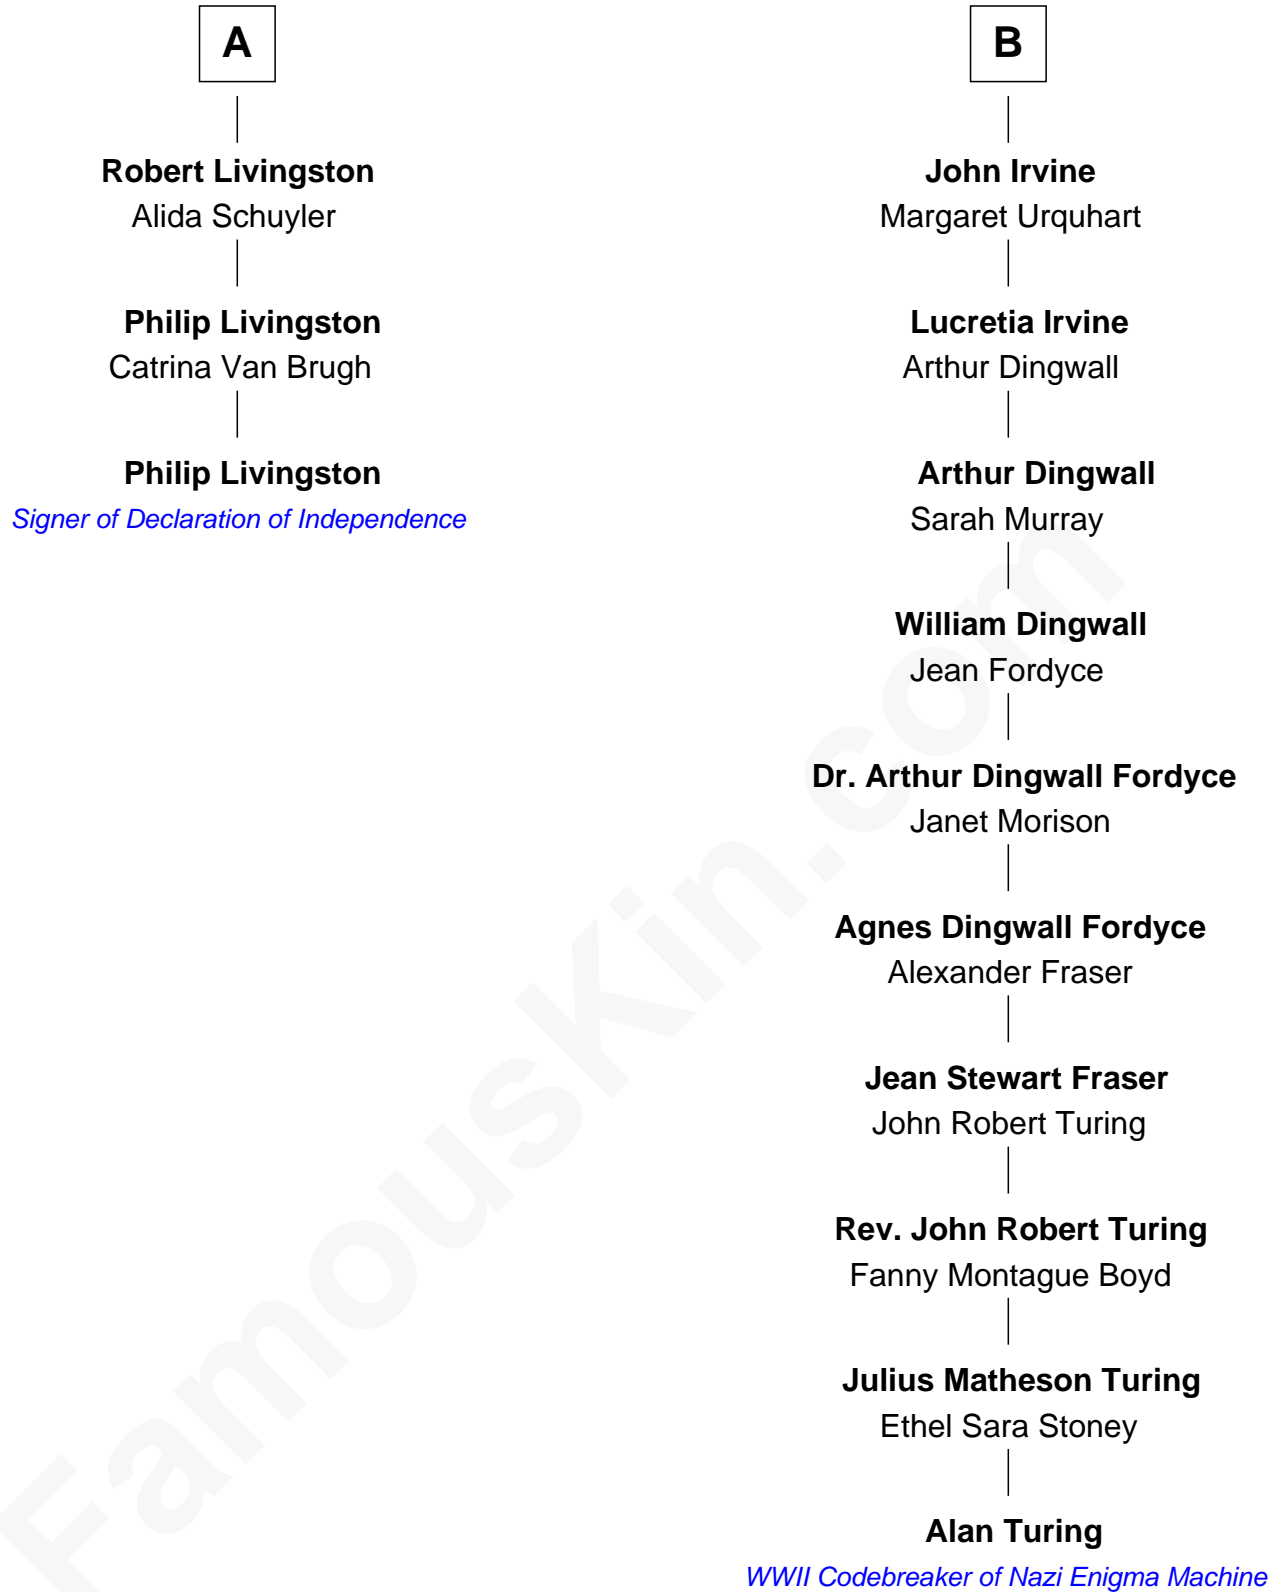 A
Robert Livingston
Alida Schuyler
Philip Livingston
Catrina Van Brugh
Philip Livingston
Signer of Declaration of Independence
B
John Irvine
Margaret Urquhart
Lucretia Irvine
Arthur Dingwall
Arthur Dingwall
Sarah Murray
William Dingwall
Jean Fordyce
Dr. Arthur Dingwall Fordyce
Janet Morison
Agnes Dingwall Fordyce
Alexander Fraser
Jean Stewart Fraser
John Robert Turing
Rev. John Robert Turing
Fanny Montague Boyd
Julius Matheson Turing
Ethel Sara Stoney
Alan Turing
WWII Codebreaker of Nazi Enigma Machine
FamousKin.com